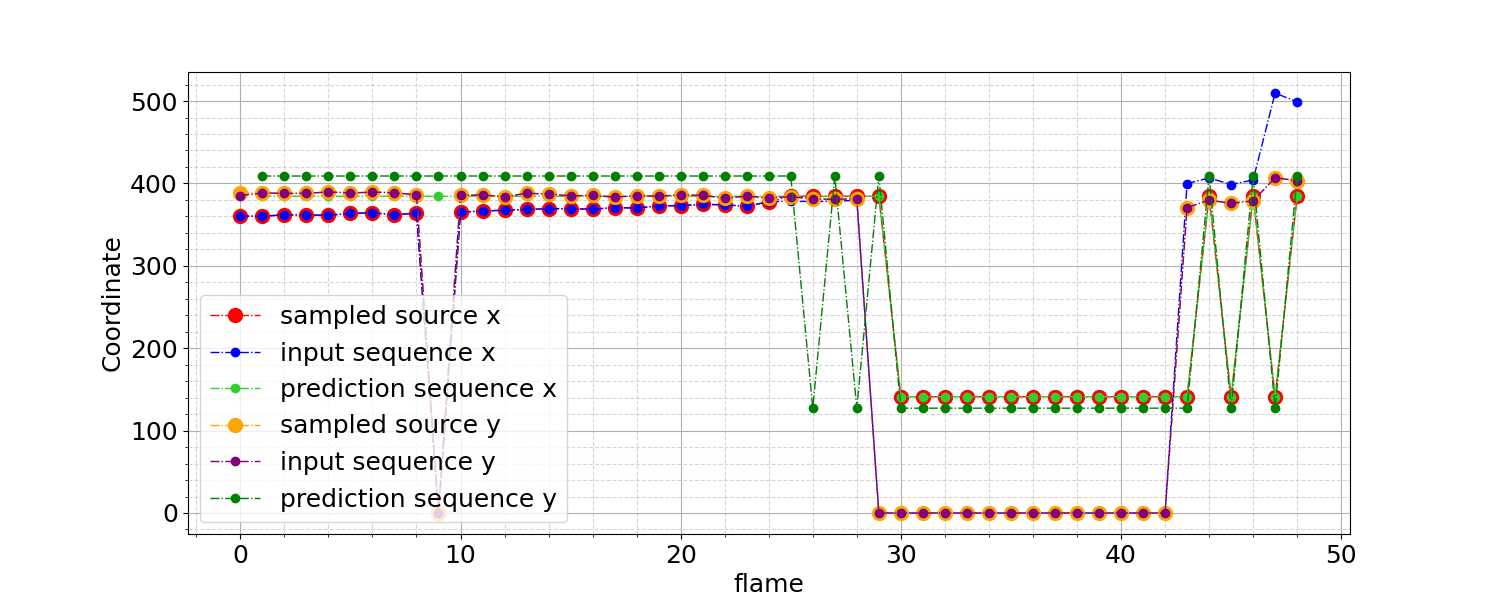 500
400
300
200
100
0
Coordinate
sampled source x
input sequence x
prediction sequence x
sampled source y
input sequence y
prediction sequence y
0 10 20 30 40 50
flame